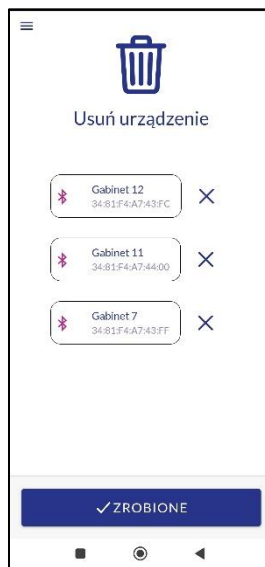 Usuń urządzenie
Gabinet 12
34:81:F4:A7:43:FC
Gabinet 11
34:81:F4:A7:44:00
Gabinet 7
34:81:F4:A7:43:FF
ZROBIONE